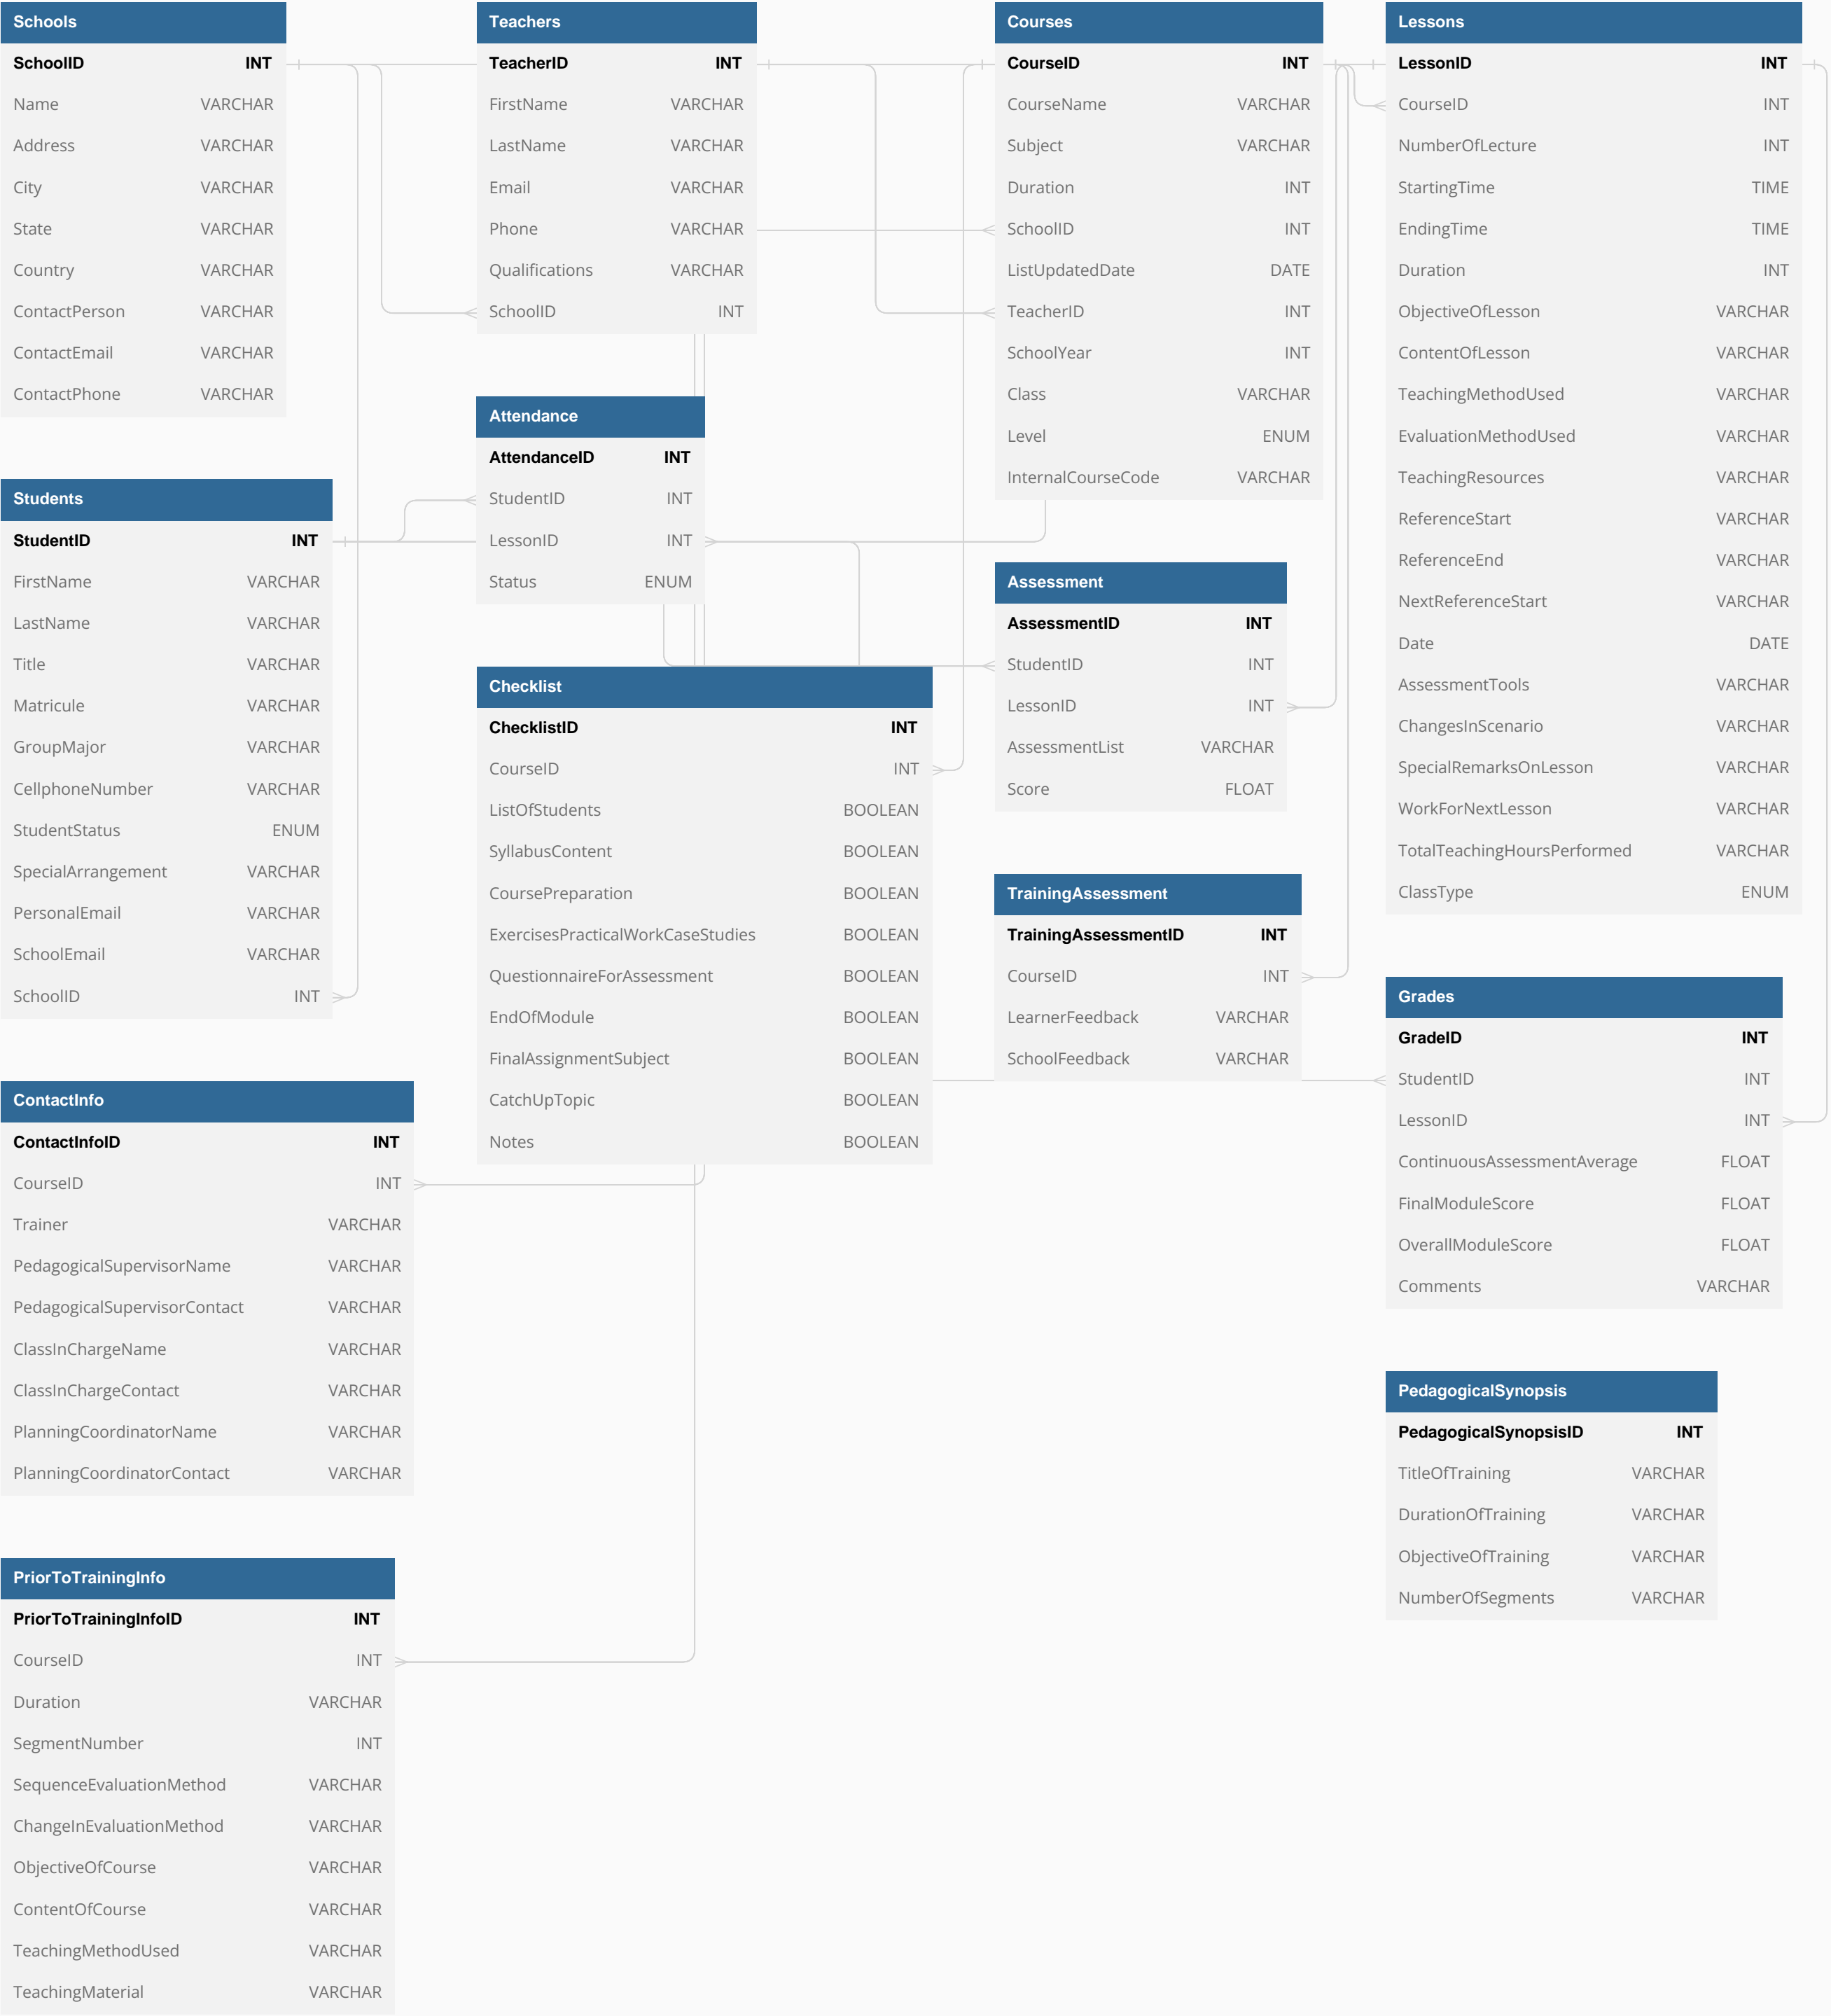 Schools
SchoolID INT
Name VARCHAR
Address VARCHAR
City VARCHAR
State VARCHAR
Country VARCHAR
ContactPerson VARCHAR
ContactEmail VARCHAR
ContactPhone VARCHAR
Students
StudentID INT
FirstName VARCHAR
LastName VARCHAR
Title VARCHAR
Matricule VARCHAR
GroupMajor VARCHAR
CellphoneNumber VARCHAR
StudentStatus ENUM
SpecialArrangement VARCHAR
PersonalEmail VARCHAR
SchoolEmail VARCHAR
SchoolID INT
ContactInfo
ContactInfoID INT
CourseID INT
Trainer VARCHAR
PedagogicalSupervisorName VARCHAR
PedagogicalSupervisorContact VARCHAR
ClassInChargeName VARCHAR
ClassInChargeContact VARCHAR
PlanningCoordinatorName VARCHAR
PlanningCoordinatorContact VARCHAR
PriorToTrainingInfo
PriorToTrainingInfoID INT
CourseID INT
Duration VARCHAR
SegmentNumber INT
SequenceEvaluationMethod VARCHAR
ChangeInEvaluationMethod VARCHAR
ObjectiveOfCourse VARCHAR
ContentOfCourse VARCHAR
TeachingMethodUsed VARCHAR
TeachingMaterial VARCHAR
Teachers
TeacherID INT
FirstName VARCHAR
LastName VARCHAR
Email VARCHAR
Phone VARCHAR
Qualifications VARCHAR
SchoolID INT
Attendance
AttendanceID INT
StudentID INT
LessonID INT
Status ENUM
Checklist
ChecklistID INT
CourseID INT
ListOfStudents BOOLEAN
SyllabusContent BOOLEAN
CoursePreparation BOOLEAN
ExercisesPracticalWorkCaseStudies BOOLEAN
QuestionnaireForAssessment BOOLEAN
EndOfModule BOOLEAN
FinalAssignmentSubject BOOLEAN
CatchUpTopic BOOLEAN
Notes BOOLEAN
Courses
CourseID INT
CourseName VARCHAR
Subject VARCHAR
Duration INT
SchoolID INT
ListUpdatedDate DATE
TeacherID INT
SchoolYear INT
Class VARCHAR
Level ENUM
InternalCourseCode VARCHAR
Assessment
AssessmentID INT
StudentID INT
LessonID INT
AssessmentList VARCHAR
Score FLOAT
TrainingAssessment
TrainingAssessmentID INT
CourseID INT
LearnerFeedback VARCHAR
SchoolFeedback VARCHAR
Lessons
LessonID INT
CourseID INT
NumberOfLecture INT
StartingTime TIME
EndingTime TIME
Duration INT
ObjectiveOfLesson VARCHAR
ContentOfLesson VARCHAR
TeachingMethodUsed VARCHAR
EvaluationMethodUsed VARCHAR
TeachingResources VARCHAR
ReferenceStart VARCHAR
ReferenceEnd VARCHAR
NextReferenceStart VARCHAR
Date DATE
AssessmentTools VARCHAR
ChangesInScenario VARCHAR
SpecialRemarksOnLesson VARCHAR
WorkForNextLesson VARCHAR
TotalTeachingHoursPerformed VARCHAR
ClassType ENUM
Grades
GradeID INT
StudentID INT
LessonID INT
ContinuousAssessmentAverage FLOAT
FinalModuleScore FLOAT
OverallModuleScore FLOAT
Comments VARCHAR
PedagogicalSynopsis
PedagogicalSynopsisID INT
TitleOfTraining VARCHAR
DurationOfTraining VARCHAR
ObjectiveOfTraining VARCHAR
NumberOfSegments VARCHAR